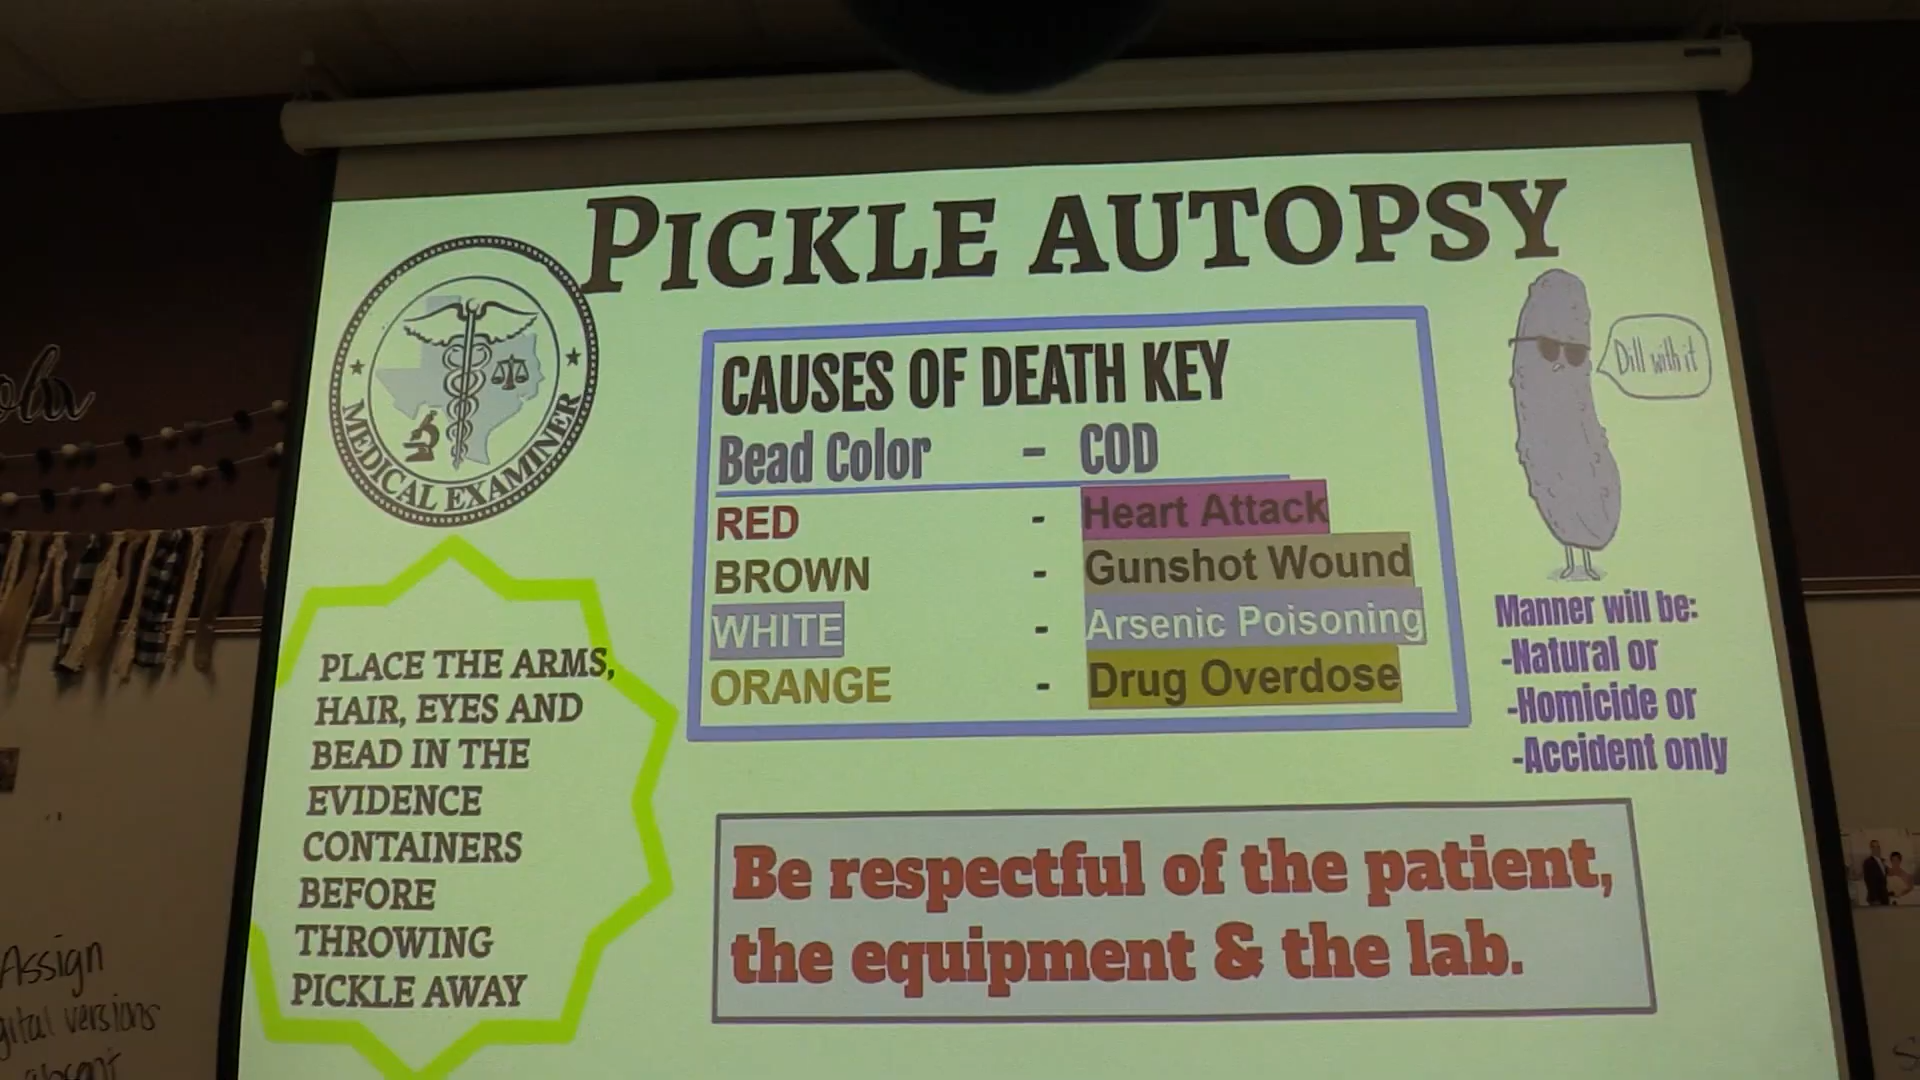 PICKLE AUTOPSY
MEDICAL EXAMINER
CAUSES OF DEATH KEY
Bead Color - COD
RED - Heart Attack
BROWN - Gunshot Wound
WHITE - Arsenic Poisoning
ORANGE - Drug Overdose
Dill with it
Manner will be:
-Natural or
-Homicide or
-Accident only
PLACE THE ARMS,
HAIR, EYES AND
BEAD IN THE
EVIDENCE
CONTAINERS
BEFORE
THROWING
PICKLE AWAY
Be respectful of the patient,
the equipment & the lab.
Assign
versions
absent